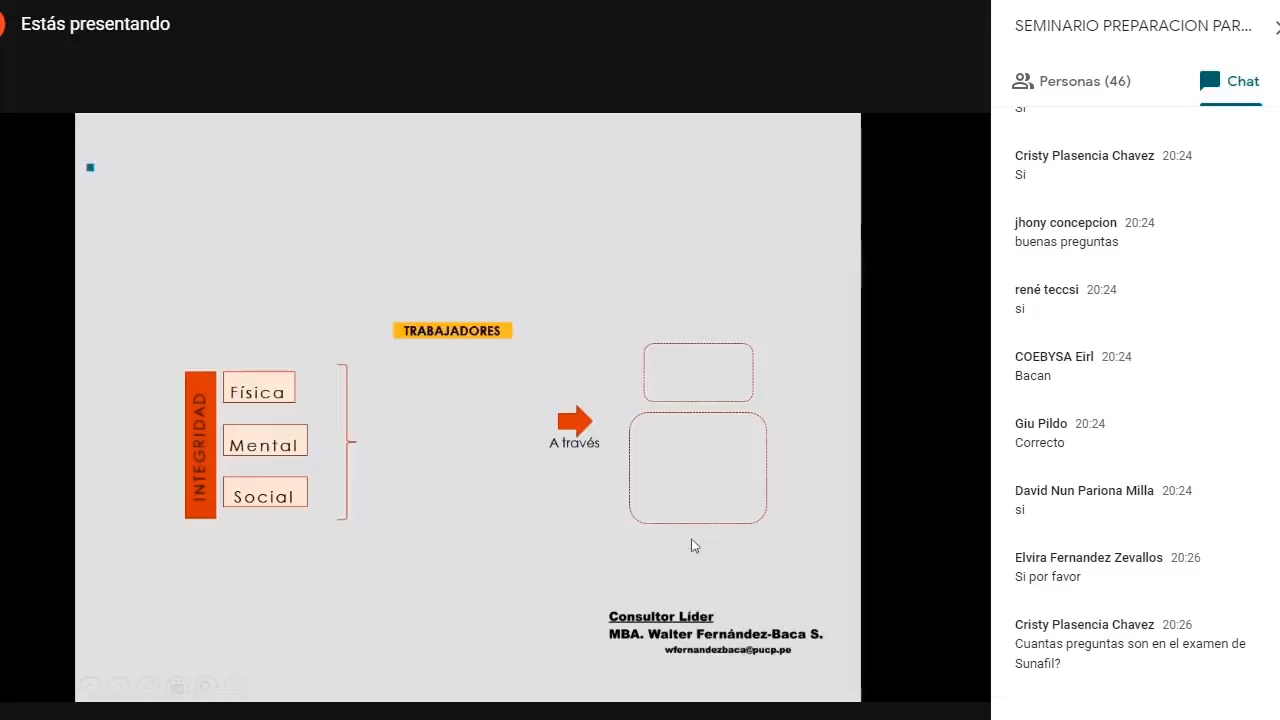 Estás presentando
TRABAJADORES
INTEGRIDAD
Física
Mental
Social
A través
Consultor Líder
MBA. Walter Fernández-Baca S.
wfernandezbaca@pucp.pe
SEMINARIO PREPARACION PAR...
Personas (46)
Chat
Si
Cristy Plasencia Chavez 20:24
Si
jhony concepcion 20:24
buenas preguntas
rené teccsi 20:24
si
COEBYSA Eirl 20:24
Bacan
Giu Pildo 20:24
Correcto
David Nun Pariona Milla 20:24
si
Elvira Fernandez Zevallos 20:26
Si por favor
Cristy Plasencia Chavez 20:26
Cuantas preguntas son en el examen de
Sunafil?